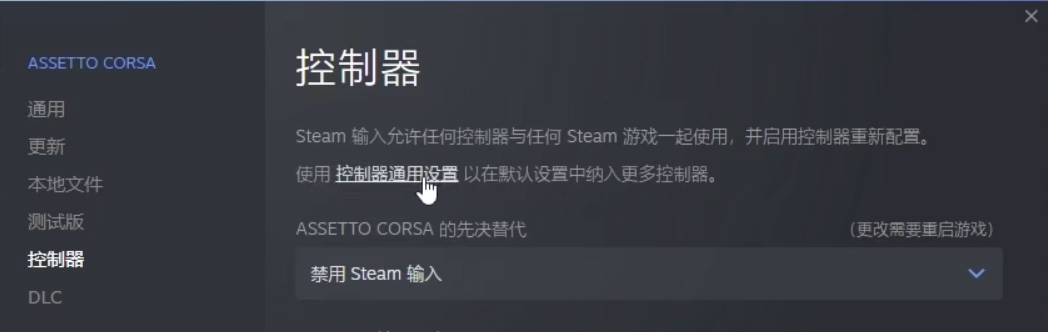 ASSETTO CORSA
通用
更新
本地文件
测试版
控制器
DLC
控制器
Steam 输入允许任何控制器与任何 Steam 游戏一起使用，并启用控制器重新配置。
使用 控制器通用设置 以在默认设置中纳入更多控制器。
ASSETTO CORSA 的先决替代
（更改需要重启游戏）
禁用 Steam 输入